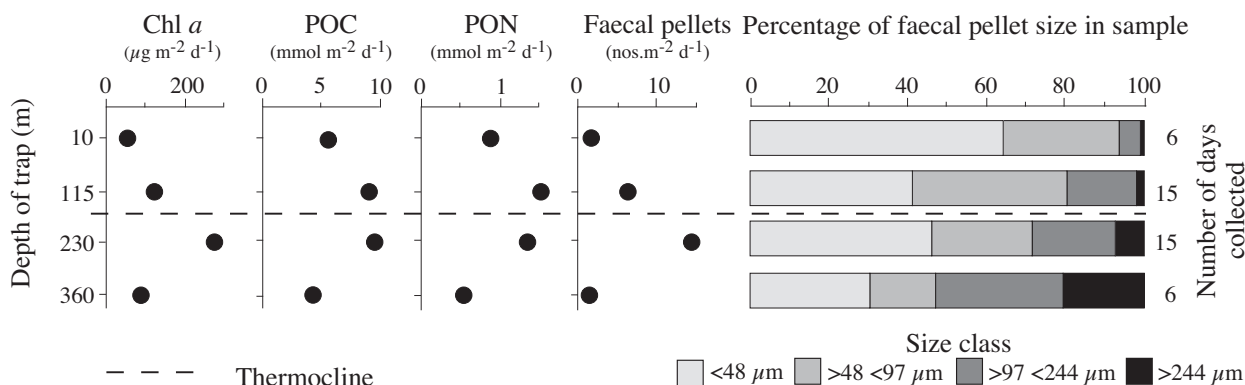 Chl a POC PON Faecal pellets Percentage of faecal pellet size in sample
(µg m-2 d-1) (mmol m-2 d-1) (mmol m-2 d-1) (nos.m-2 d-1)
0 200 0 5 10 0 1 0 10 0 20 40 60 80 100
Depth of trap (m)
10 6
115 15
230 15
360 6
Number of days
collected
Size class
Thermocline <48 µm >48 <97 µm >97 <244 µm >244 µm